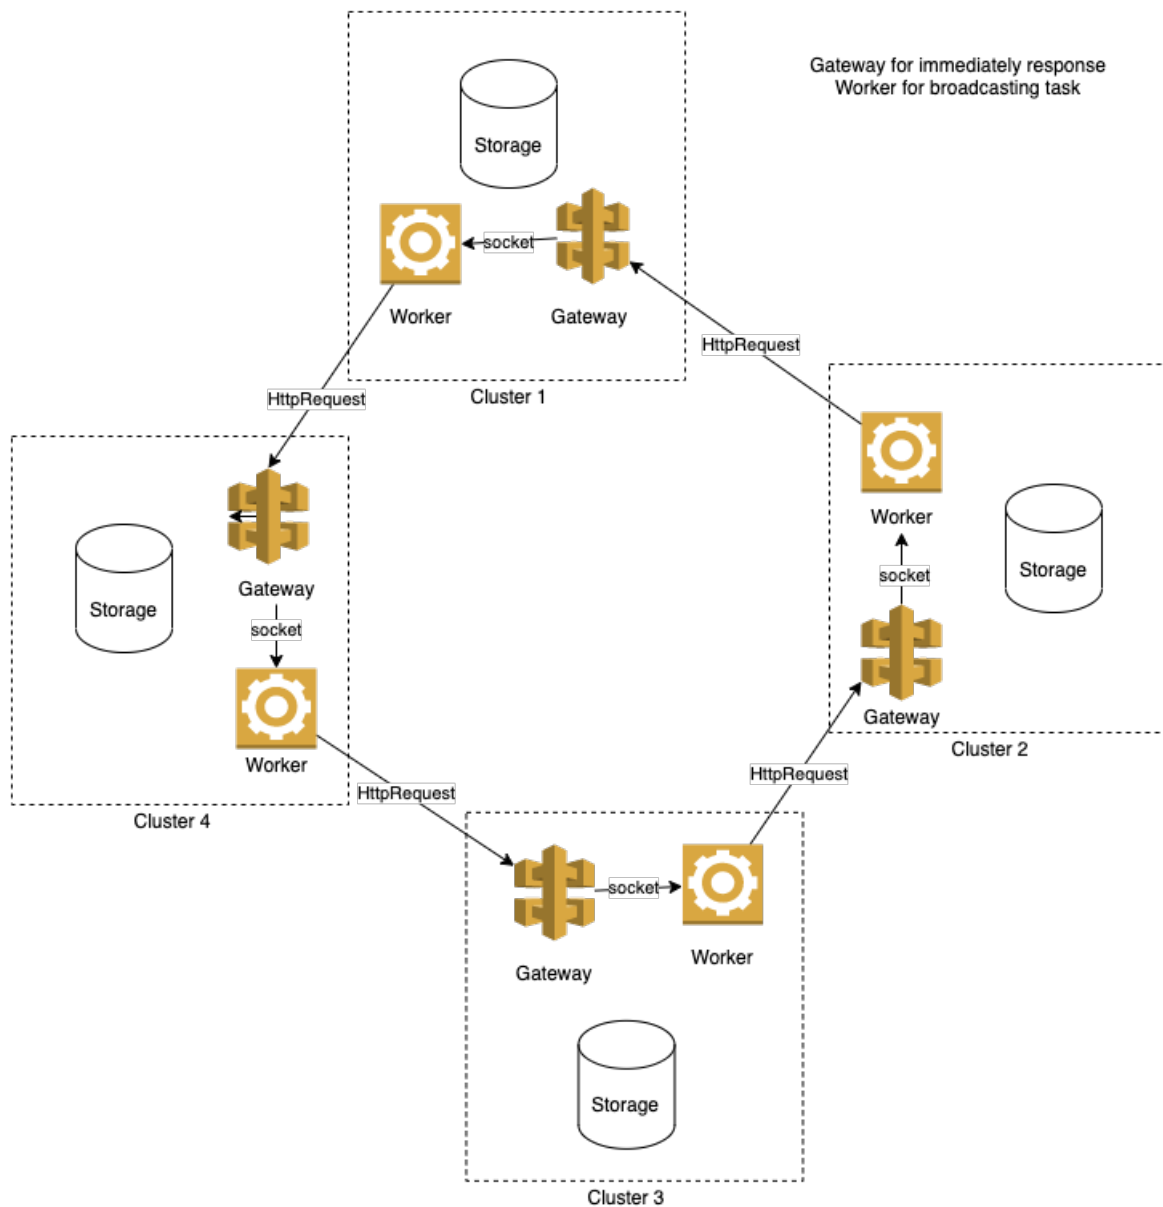 Gateway for immediately response
Worker for broadcasting task
Storage
socket
Worker
Gateway
HttpRequest
Cluster 1
HttpRequest
Worker
Storage
socket
Gateway
Cluster 2
Storage
Gateway
socket
Worker
Cluster 4
HttpRequest
HttpRequest
socket
Gateway
Worker
Storage
Cluster 3